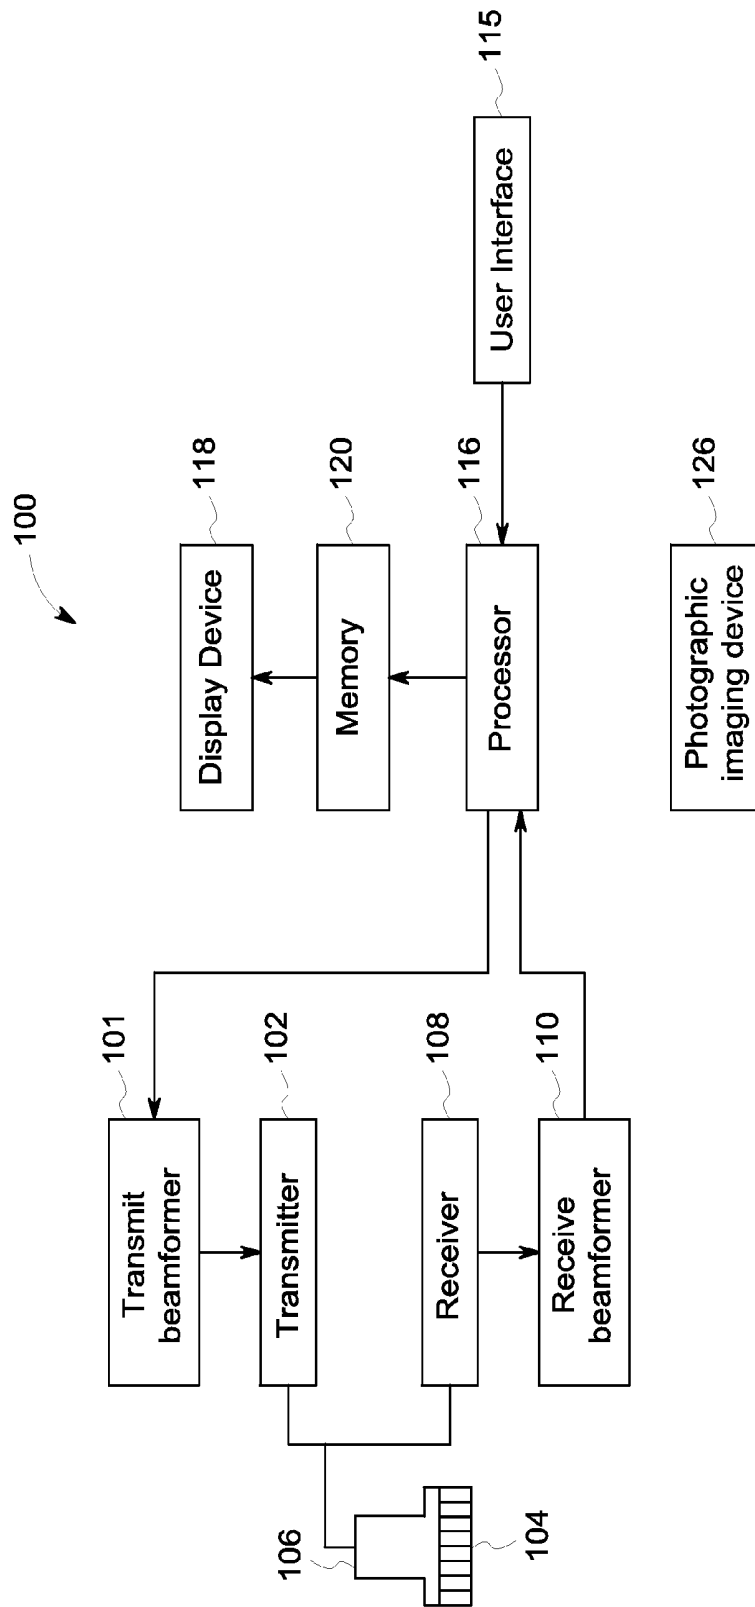 100
101
Transmit
beamformer
102
Transmitter
106
104
108
Receiver
110
Receive
beamformer
118
Display Device
120
Memory
116
Processor
115
User Interface
126
Photographic
imaging device